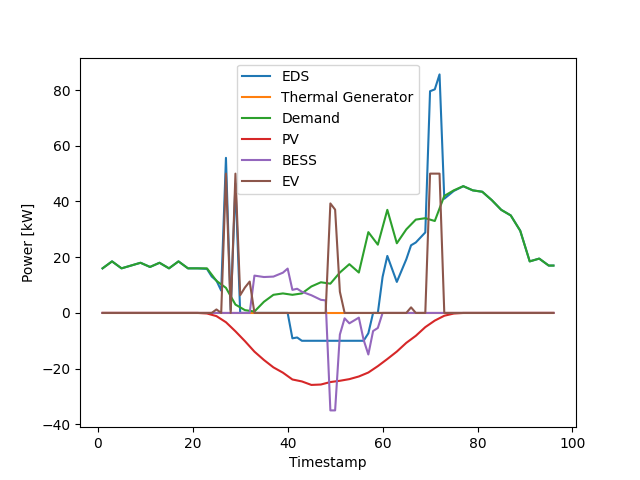 EDS
Thermal Generator
Demand
PV
BESS
EV
80
60
40
20
0
−20
−40
Power [kW]
0 20 40 60 80 100
Timestamp